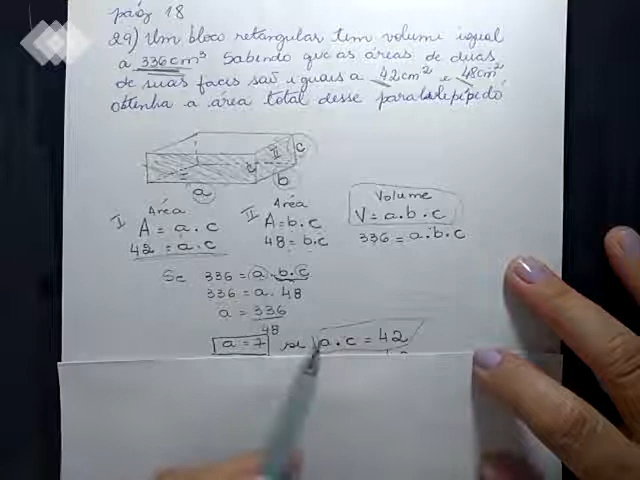 pág 18
29) Um bloco retangular tem volume igual
a 336cm³ Sabendo que as áreas de duas
de suas faces são iguais a 42cm² e 48cm²
obtenha a área total desse paralelepípedo
I II c
c b
a
I Área
A = a.c
42 = a.c
II Área
A = b.c
48 = b.c
Volume
V = a.b.c
336 = a.b.c
Se 336 = a.b.c
336 = a. 48
a = 336
48
a = 7 se a.c = 42